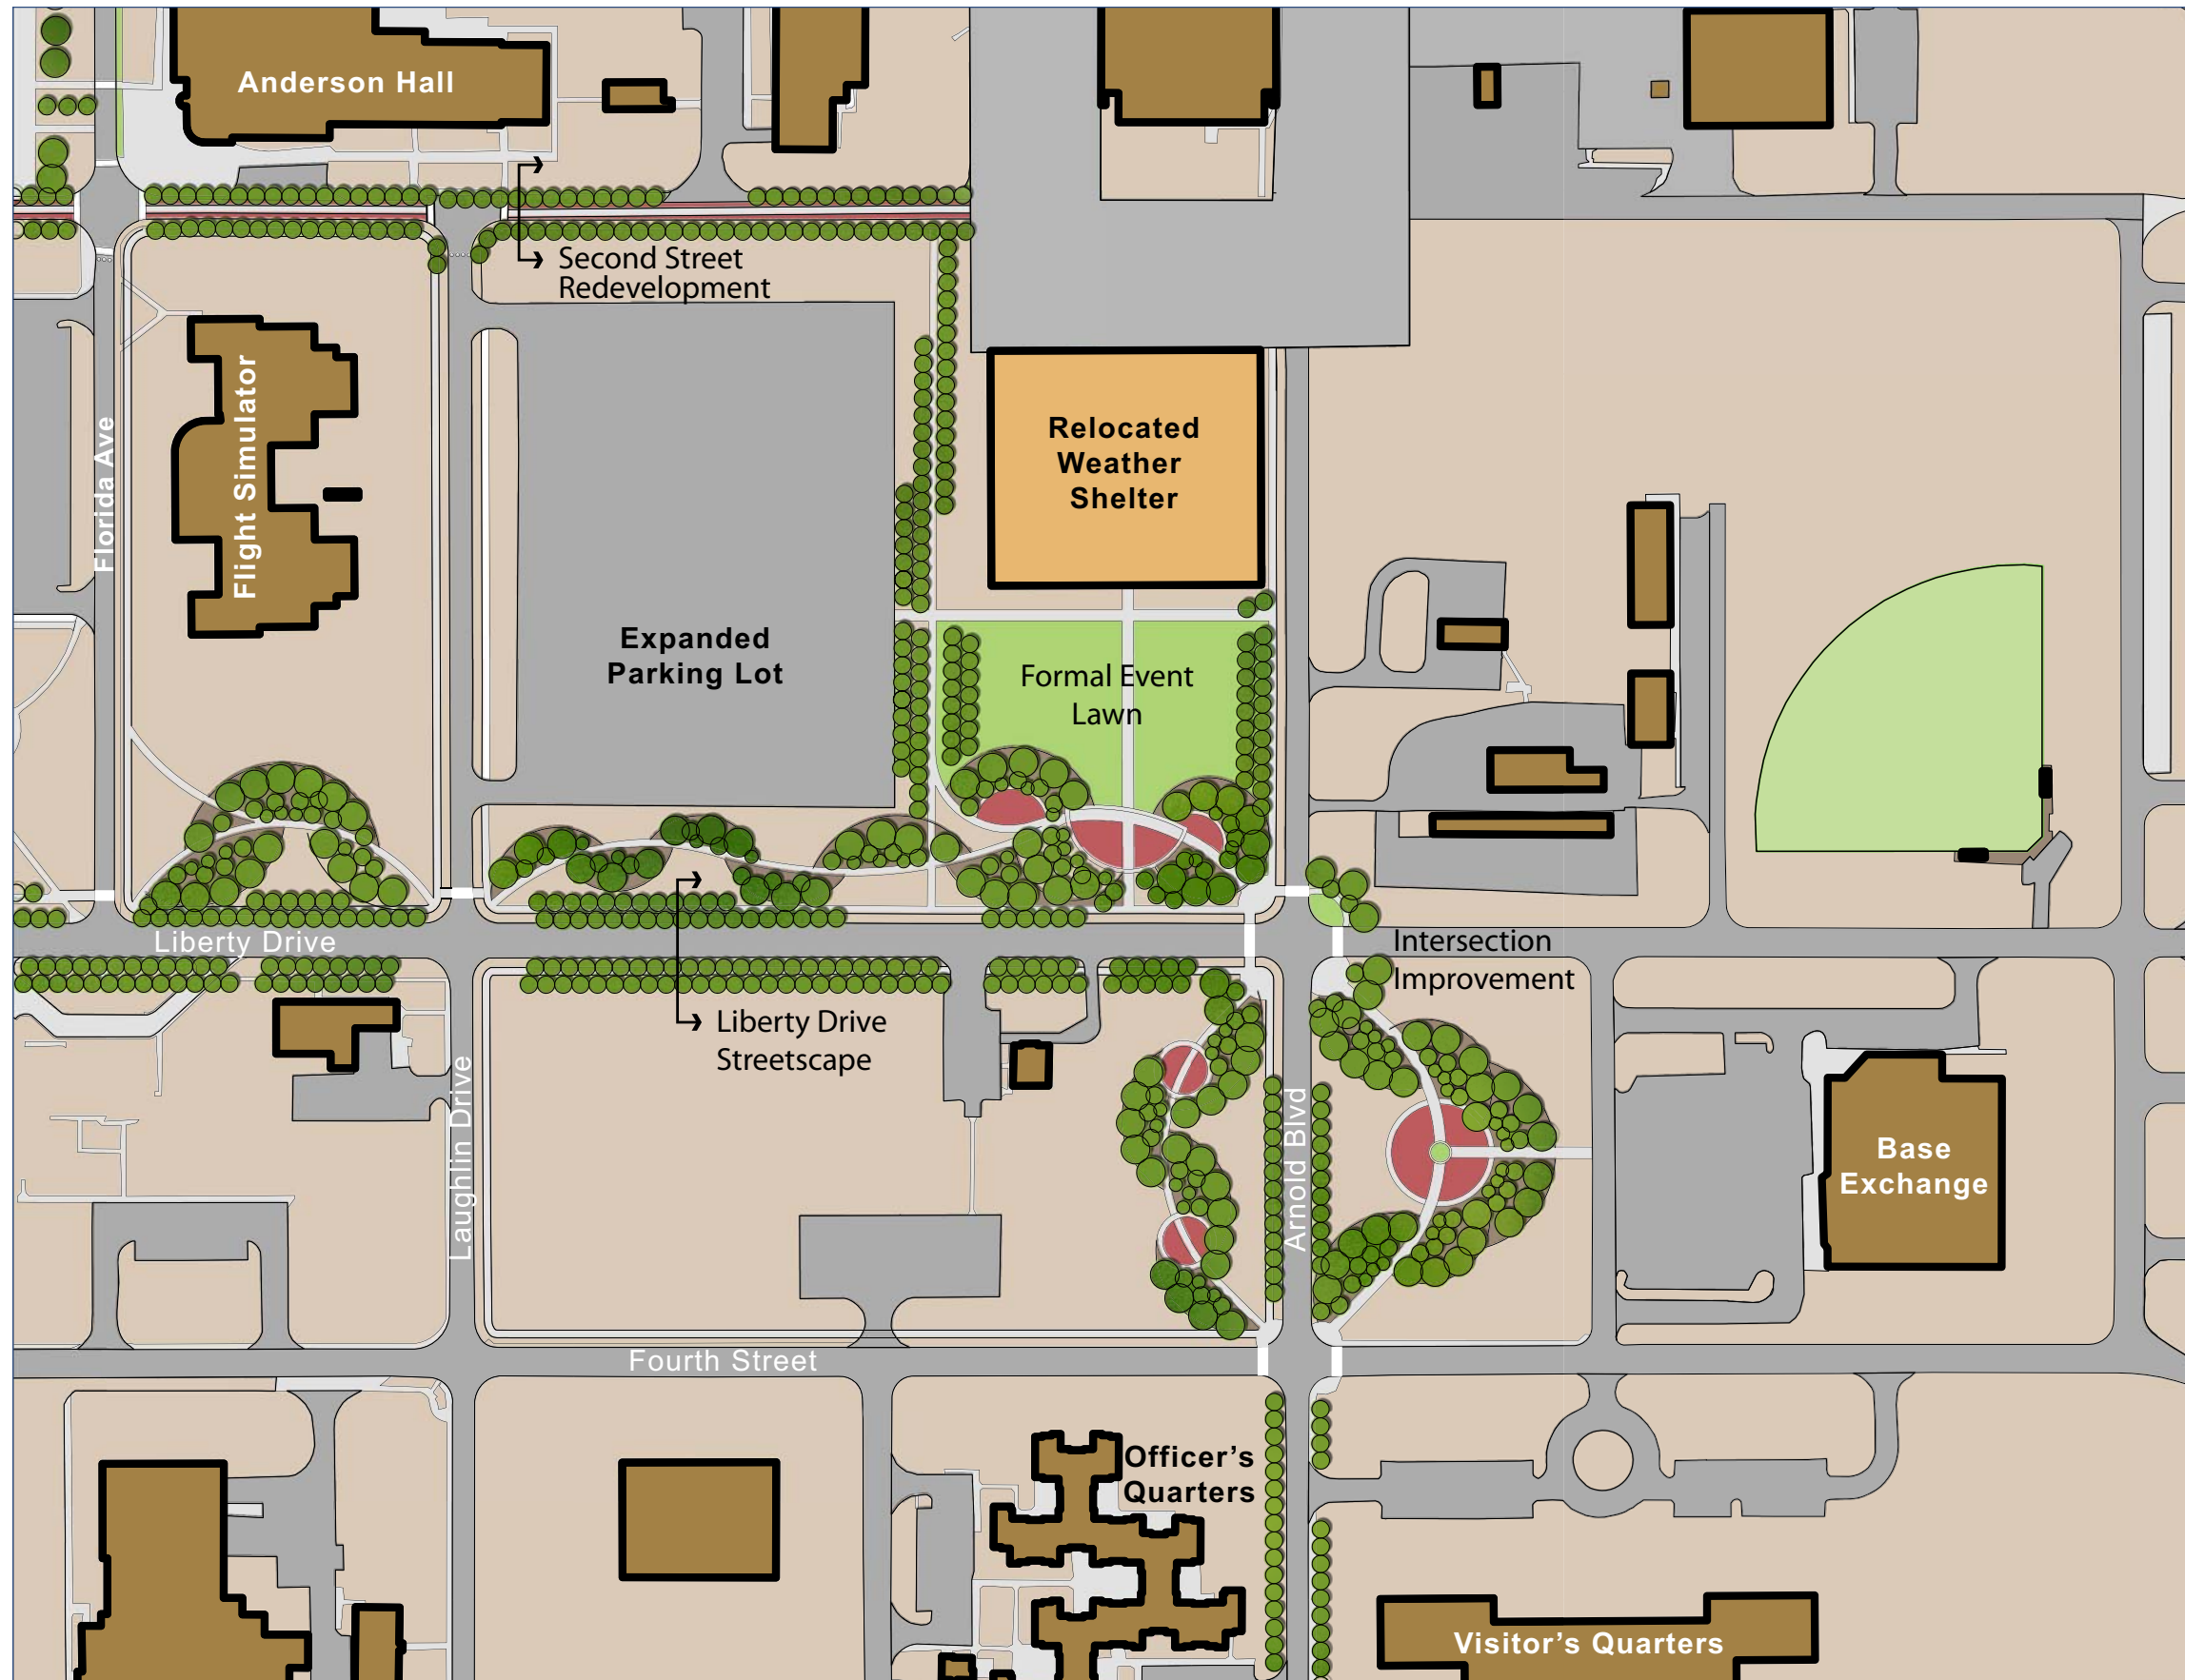 Anderson Hall
Second Street
Redevelopment
Florida Ave
Flight Simulator
Relocated
Weather
Shelter
Expanded
Parking Lot
Formal Event
Lawn
Liberty Drive
Intersection
Improvement
Liberty Drive
Streetscape
Laughlin Drive
Arnold Blvd
Base
Exchange
Fourth Street
Officer’s
Quarters
Visitor’s Quarters